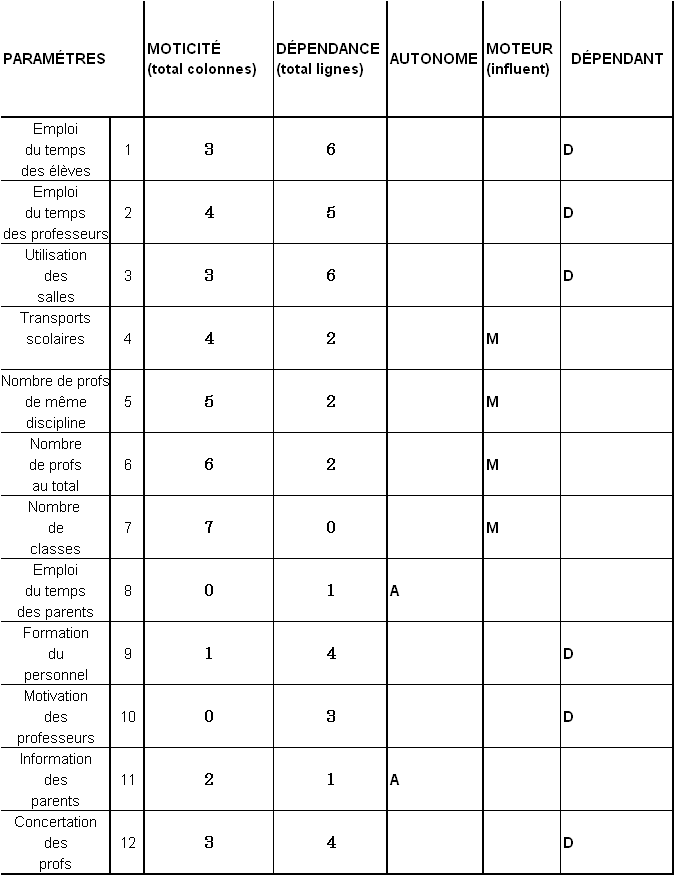 PARAMÉTRES
MOTICITÉ
(total colonnes)
DÉPENDANCE
(total lignes)
AUTONOME
MOTEUR
(influent)
DÉPENDANT
Emploi
du temps
des élèves
1 3 6 D
Emploi
du temps
des professeurs
2 4 5 D
Utilisation
des
salles
3 3 6 D
Transports
scolaires
4 4 2 M
Nombre de profs
de même
discipline
5 5 2 M
Nombre
de profs
au total
6 6 2 M
Nombre
de
classes
7 7 0 M
Emploi
du temps
des parents
8 0 1 A
Formation
du
personnel
9 1 4 D
Motivation
des
professeurs
10 0 3 D
Information
des
parents
11 2 1 A
Concertation
des
profs
12 3 4 D